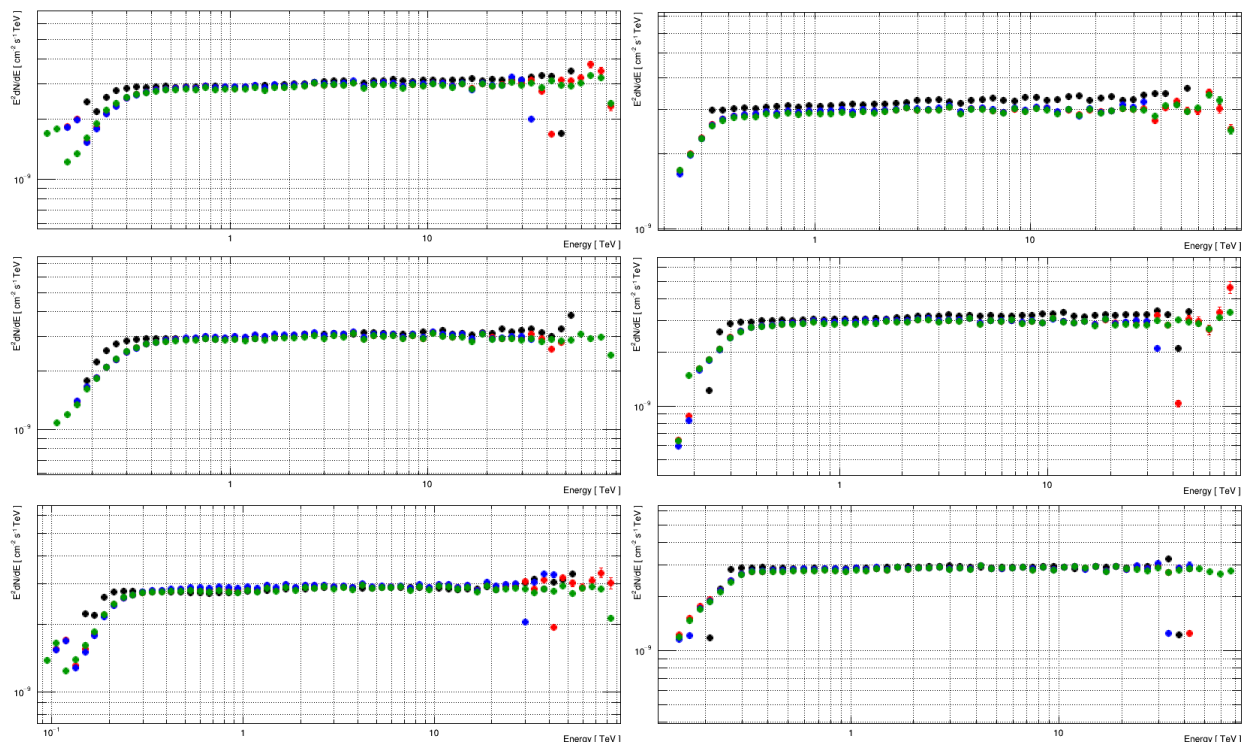 E²dN/dE [ cm⁻² s⁻¹ TeV ]
10⁻⁹
1
10
Energy [ TeV ]
E²dN/dE [ cm⁻² s⁻¹ TeV ]
10⁻⁹
1
10
Energy [ TeV ]
E²dN/dE [ cm⁻² s⁻¹ TeV ]
10⁻⁹
1
10
Energy [ TeV ]
E²dN/dE [ cm⁻² s⁻¹ TeV ]
10⁻⁹
1
10
Energy [ TeV ]
E²dN/dE [ cm⁻² s⁻¹ TeV ]
10⁻⁹
10⁻¹
1
10
Energy [ TeV ]
E²dN/dE [ cm⁻² s⁻¹ TeV ]
10⁻⁹
1
10
Energy [ TeV ]